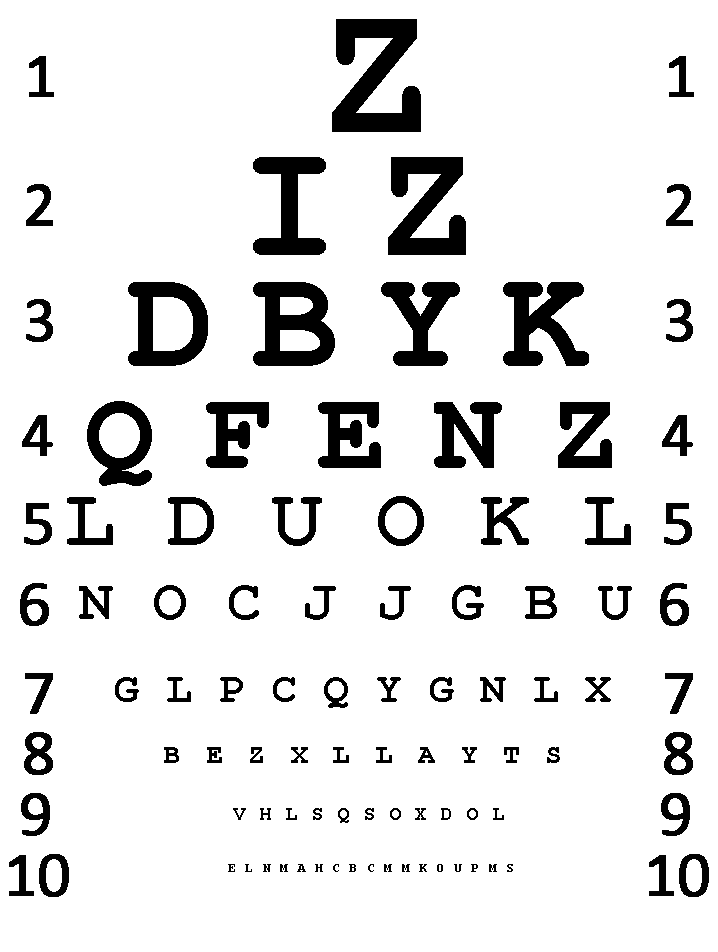 1 Z 1
2 I Z 2
3 D B Y K 3
4 Q F E N Z 4
5 L D U O K L 5
6 N O C J J G B U 6
7 G L P C Q Y G N L X 7
8 B E Z X L L A Y T S 8
9 V H L S Q S O X D O L 9
10 E L N M A H C B C M M K O U P M S 10